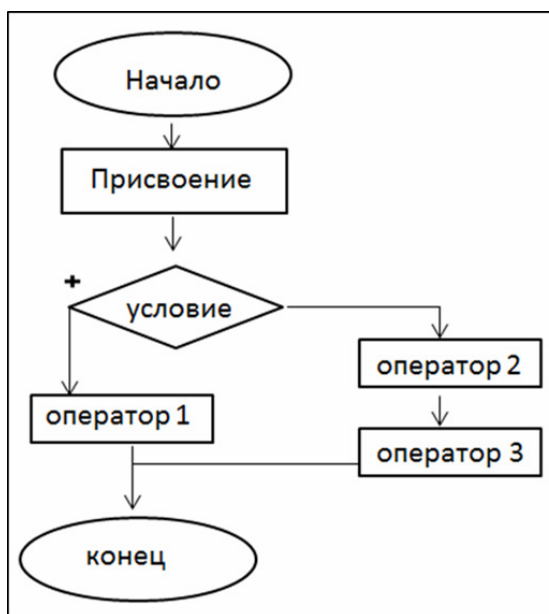 Начало
Присвоение
+
условие
оператор 2
оператор 1
оператор 3
конец